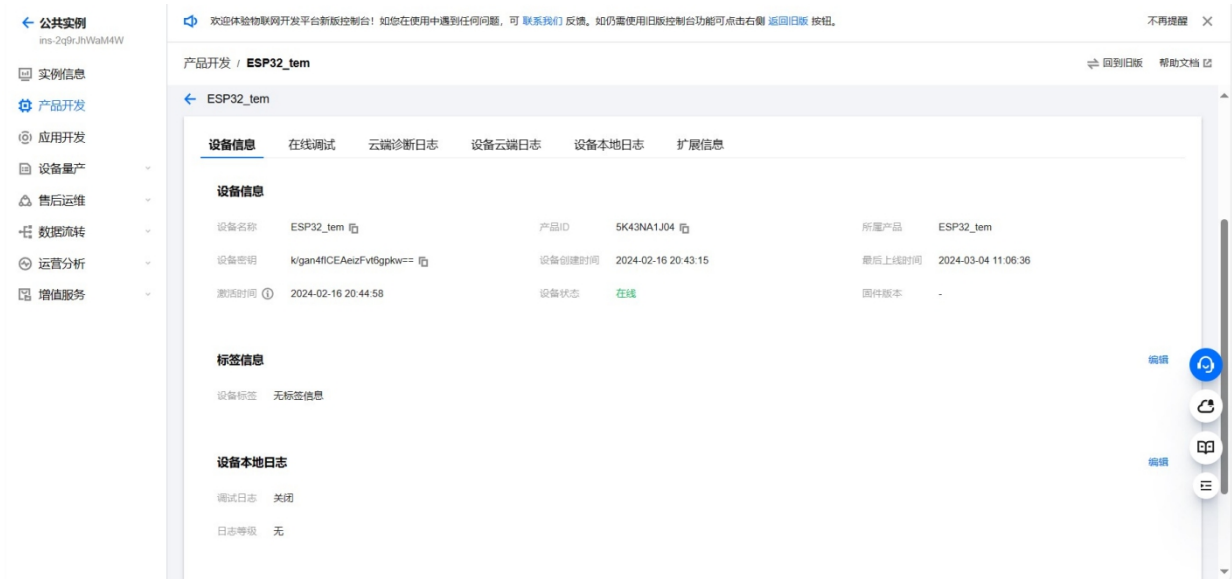 公共实例
ins-2q9rJhWaM4W
实例信息
产品开发
应用开发
设备量产
售后运维
数据流转
运营分析
增值服务
欢迎体验物联网开发平台新版控制台！如您在使用中遇到任何问题，可 联系我们 反馈。如仍需使用旧版控制台功能可点击右侧 返回旧版 按钮。 不再提醒
产品开发 / ESP32_tem 回到旧版 帮助文档
ESP32_tem
设备信息 在线调试 云端诊断日志 设备云端日志 设备本地日志 扩展信息
设备信息
设备名称 ESP32_tem 产品ID 5K43NA1J04 所属产品 ESP32_tem
设备密钥 k/gan4flCEAeizFvt6gpkw== 设备创建时间 2024-02-16 20:43:15 最后上线时间 2024-03-04 11:06:36
激活时间 2024-02-16 20:44:58 设备状态 在线 固件版本 -
标签信息 编辑
设备标签 无标签信息
设备本地日志 编辑
调试日志 关闭
日志等级 无